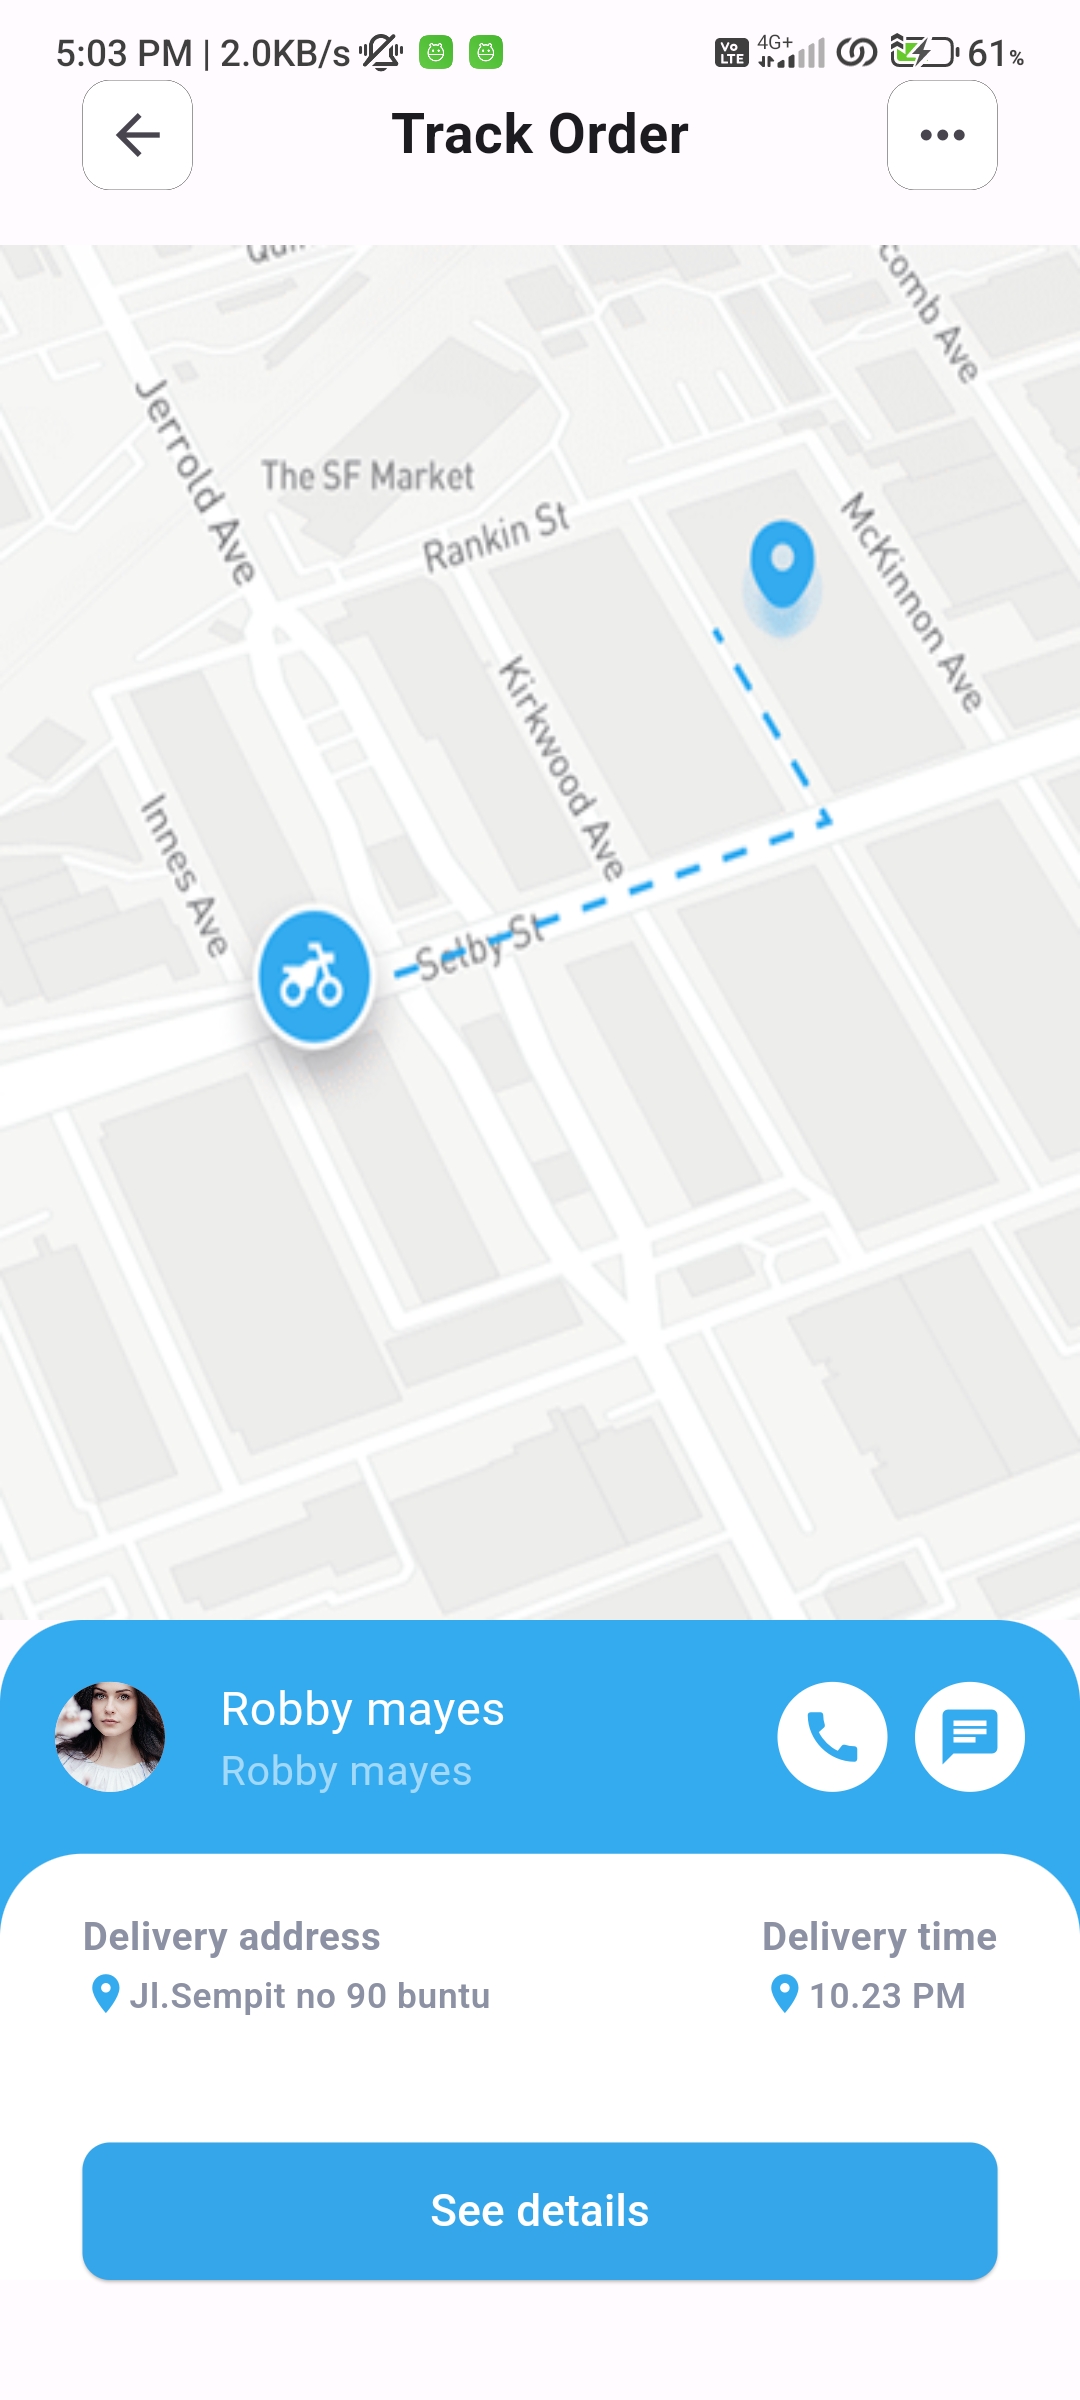 5:03 PM | 2.0KB/s
Vo LTE 4G+ 61%
Track Order
comb Ave
Jerrold Ave
The SF Market
Rankin St
McKinnon Ave
Kirkwood Ave
Innes Ave
Selby St
Robby mayes
Robby mayes
Delivery address
Delivery time
Jl.Sempit no 90 buntu
10.23 PM
See details